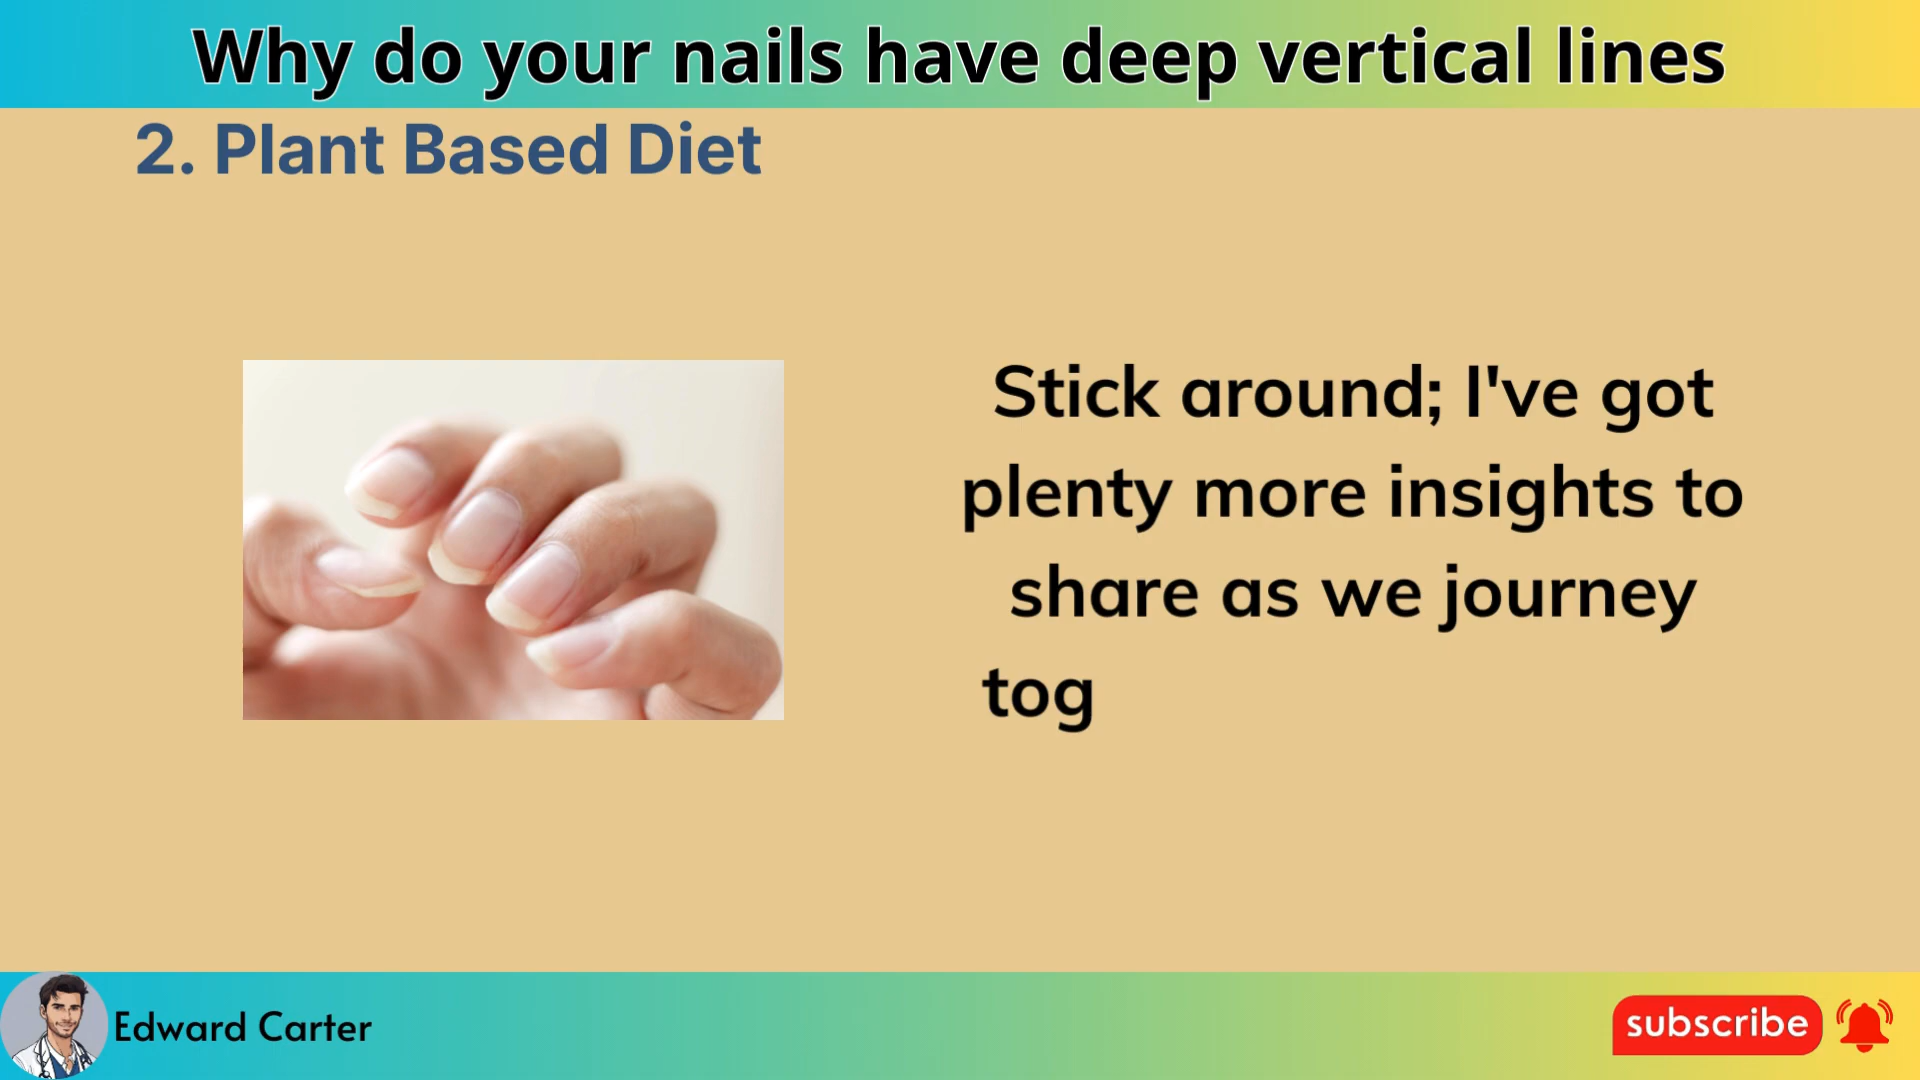 Why do your nails have deep vertical lines
2. Plant Based Diet
Stick around; I've got
plenty more insights to
share as we journey
tog
Edward Carter
subscribe